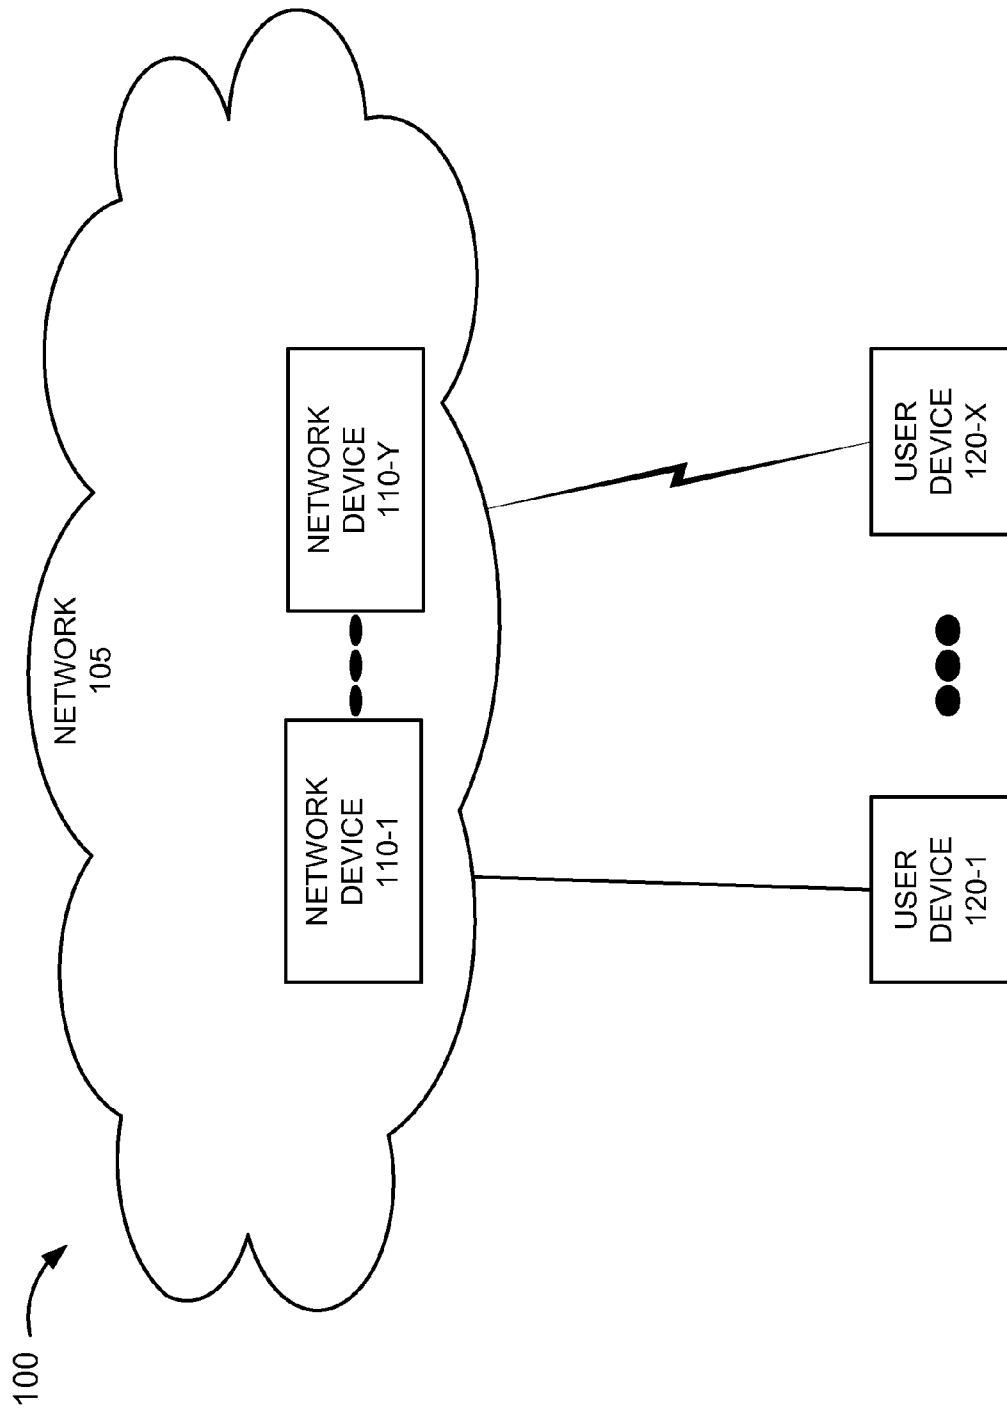 100
NETWORK
105
NETWORK
DEVICE
110-1
NETWORK
DEVICE
110-Y
USER
DEVICE
120-1
USER
DEVICE
120-X